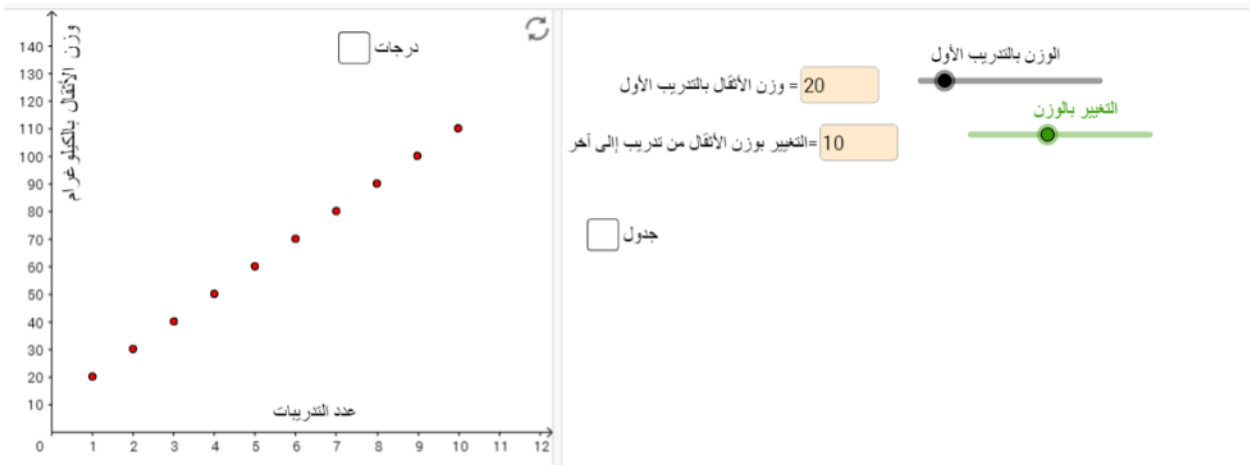 وزن الأثقال بالكيلوغرام
140
130
120
110
100
90
80
70
60
50
40
30
20
10
درجات
عدد التدريبات
0 1 2 3 4 5 6 7 8 9 10 11 12
الوزن بالتدريب الأول
20 = وزن الأثقال بالتدريب الأول
التغيير بالوزن
10 =التغيير بوزن الأثقال من تدريب إلى آخر
جدول